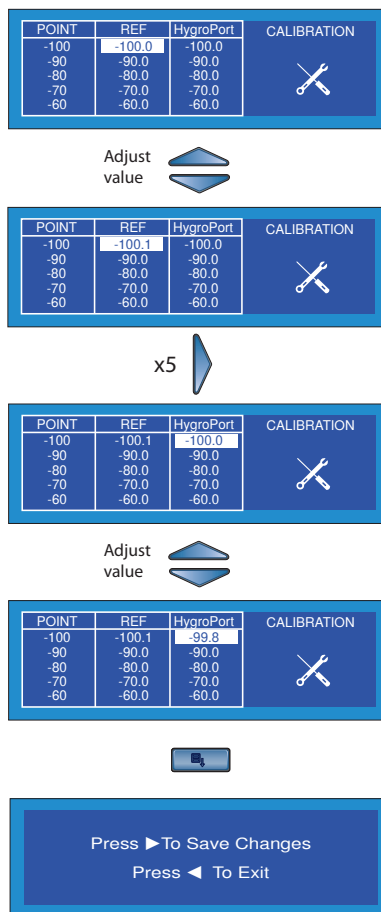 POINT REF HygroPort CALIBRATION
-100 -100.0 -100.0
-90 -90.0 -90.0
-80 -80.0 -80.0
-70 -70.0 -70.0
-60 -60.0 -60.0
Adjust
value
POINT REF HygroPort CALIBRATION
-100 -100.1 -100.0
-90 -90.0 -90.0
-80 -80.0 -80.0
-70 -70.0 -70.0
-60 -60.0 -60.0
x5
POINT REF HygroPort CALIBRATION
-100 -100.1 -100.0
-90 -90.0 -90.0
-80 -80.0 -80.0
-70 -70.0 -70.0
-60 -60.0 -60.0
Adjust
value
POINT REF HygroPort CALIBRATION
-100 -100.1 -99.8
-90 -90.0 -90.0
-80 -80.0 -80.0
-70 -70.0 -70.0
-60 -60.0 -60.0
Press ▶To Save Changes
Press ◀ To Exit